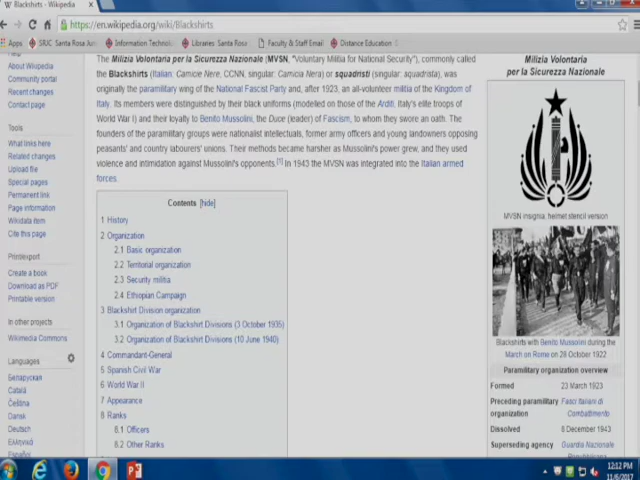 Blackshirts - Wikipedia
https://en.wikipedia.org/wiki/Blackshirts
Apps
SRJC Santa Rosa Jun
Information Technol
Libraries Santa Rosa
Faculty & Staff Email
Distance Education
Help
About Wikipedia
Community portal
Recent changes
Contact page
Tools
What links here
Related changes
Upload file
Special pages
Permanent link
Page information
Wikidata item
Cite this page
Print/export
Create a book
Download as PDF
Printable version
In other projects
Wikimedia Commons
Languages
Беларуская
Català
Čeština
Dansk
Deutsch
Ελληνικά
Español
The Milizia Volontaria per la Sicurezza Nazionale (MVSN, "Voluntary Militia for National Security"), commonly called
the Blackshirts (Italian: Camicie Nere, CCNN, singular: Camicia Nera) or squadristi (singular: squadrista), was
originally the paramilitary wing of the National Fascist Party and, after 1923, an all-volunteer militia of the Kingdom of
Italy. Its members were distinguished by their black uniforms (modelled on those of the Arditi, Italy's elite troops of
World War I) and their loyalty to Benito Mussolini, the Duce (leader) of Fascism, to whom they swore an oath. The
founders of the paramilitary groups were nationalist intellectuals, former army officers and young landowners opposing
peasants' and country labourers' unions. Their methods became harsher as Mussolini's power grew, and they used
violence and intimidation against Mussolini's opponents.[1] In 1943 the MVSN was integrated into the Italian armed
forces.
Contents [hide]
1 History
2 Organization
2.1 Basic organization
2.2 Territorial organization
2.3 Security militia
2.4 Ethiopian Campaign
3 Blackshirt Division organization
3.1 Organization of Blackshirt Divisions (3 October 1935)
3.2 Organization of Blackshirt Divisions (10 June 1940)
4 Commandant-General
5 Spanish Civil War
6 World War II
7 Appearance
8 Ranks
8.1 Officers
8.2 Other Ranks
Milizia Volontaria
per la Sicurezza Nazionale
MVSN insignia, helmet stencil version
Blackshirts with Benito Mussolini during the
March on Rome on 28 October 1922
Paramilitary organization overview
Formed 23 March 1923
Preceding paramilitary organization Fasci Italiani di Combattimento
Dissolved 8 December 1943
Superseding agency Guardia Nazionale
Repubblicana
12:12 PM
11/6/2017